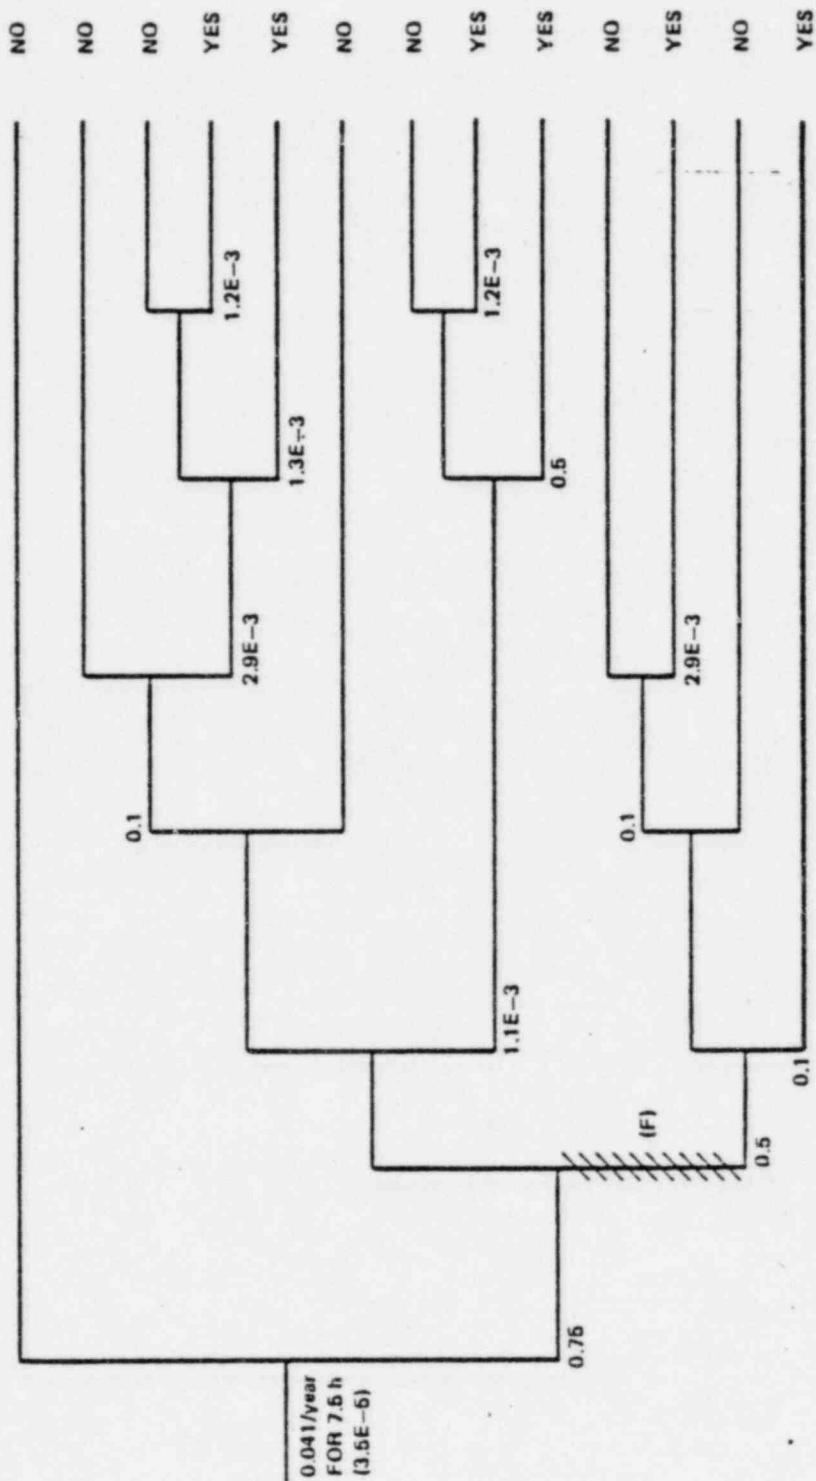 NO
NO
NO
YES
YES
NO
NO
YES
YES
NO
YES
NO
YES
1.2E-3
1.2E-3
1.3E-3
0.5
2.9E-3
2.9E-3
0.1
0.1
1.1E-3
0.1
(F)
0.5
0.75
0.041/year
FOR 7.5 h
(3.5E-5)